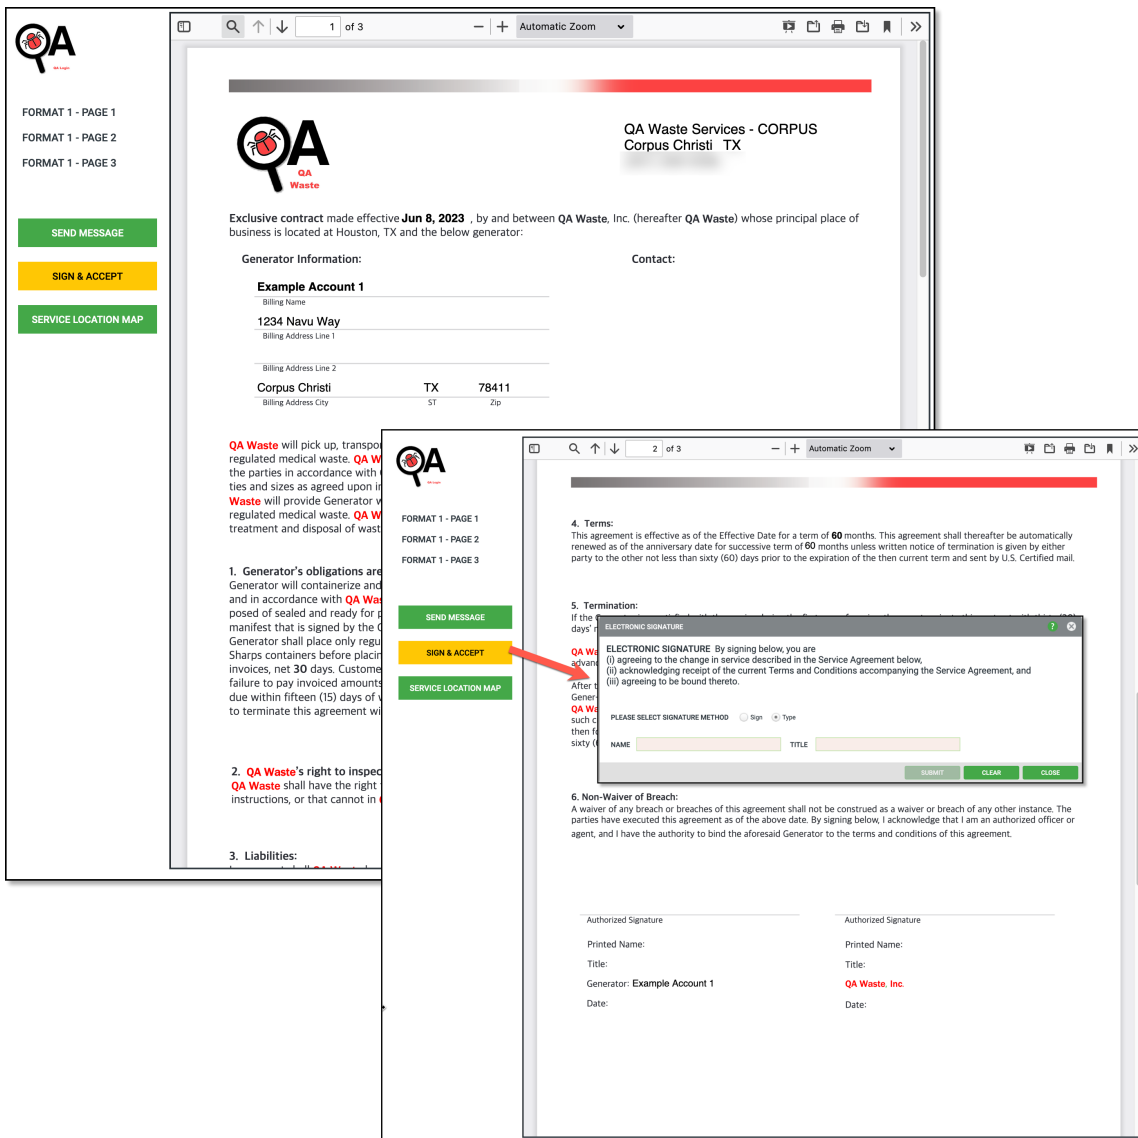 QA
QA Login
FORMAT 1 - PAGE 1
FORMAT 1 - PAGE 2
FORMAT 1 - PAGE 3
SEND MESSAGE
SIGN & ACCEPT
SERVICE LOCATION MAP
1 of 3
Automatic Zoom
QA
QA
Waste
QA Waste Services - CORPUS
Corpus Christi TX
Exclusive contract made effective Jun 8, 2023 , by and between QA Waste, Inc. (hereafter QA Waste) whose principal place of
business is located at Houston, TX and the below generator:
Generator Information:
Contact:
Example Account 1
Billing Name
1234 Navu Way
Billing Address Line 1
Billing Address Line 2
Corpus Christi TX 78411
Billing Address City ST Zip
QA Waste will pick up, transpor
regulated medical waste. QA W
the parties in accordance with
ties and sizes as agreed upon i
Waste will provide Generator w
regulated medical waste. QA W
treatment and disposal of wast
1. Generator's obligations are
Generator will containerize and
and in accordance with QA Was
posed of sealed and ready for p
manifest that is signed by the
Generator shall place only regu
Sharps containers before placin
invoices, net 30 days. Custome
failure to pay invoiced amounts
due within fifteen (15) days of
to terminate this agreement wi
2. QA Waste's right to inspec
QA Waste shall have the right
instructions, or that cannot in
3. Liabilities:
QA
FORMAT 1 - PAGE 1
FORMAT 1 - PAGE 2
FORMAT 1 - PAGE 3
SEND MESSAGE
SIGN & ACCEPT
SERVICE LOCATION MAP
2 of 3
Automatic Zoom
4. Terms:
This agreement is effective as of the Effective Date for a term of 60 months. This agreement shall thereafter be automatically
renewed as of the anniversary date for successive term of 60 months unless written notice of termination is given by either
party to the other not less than sixty (60) days prior to the expiration of the then current term and sent by U.S. Certified mail.
5. Termination:
If the
days'
QA Wa
advan
After t
Gener
QA Wa
such c
then fo
sixty (
ELECTRONIC SIGNATURE
?
ELECTRONIC SIGNATURE By signing below, you are
(i) agreeing to the change in service described in the Service Agreement below,
(ii) acknowledging receipt of the current Terms and Conditions accompanying the Service Agreement, and
(iii) agreeing to be bound thereto.
PLEASE SELECT SIGNATURE METHOD Sign Type
NAME TITLE
SUBMIT CLEAR CLOSE
6. Non-Waiver of Breach:
A waiver of any breach or breaches of this agreement shall not be construed as a waiver or breach of any other instance. The
parties have executed this agreement as of the above date. By signing below, I acknowledge that I am an authorized officer or
agent, and I have the authority to bind the aforesaid Generator to the terms and conditions of this agreement.
Authorized Signature
Printed Name:
Title:
Generator: Example Account 1
Date:
Authorized Signature
Printed Name:
Title:
QA Waste, Inc.
Date: